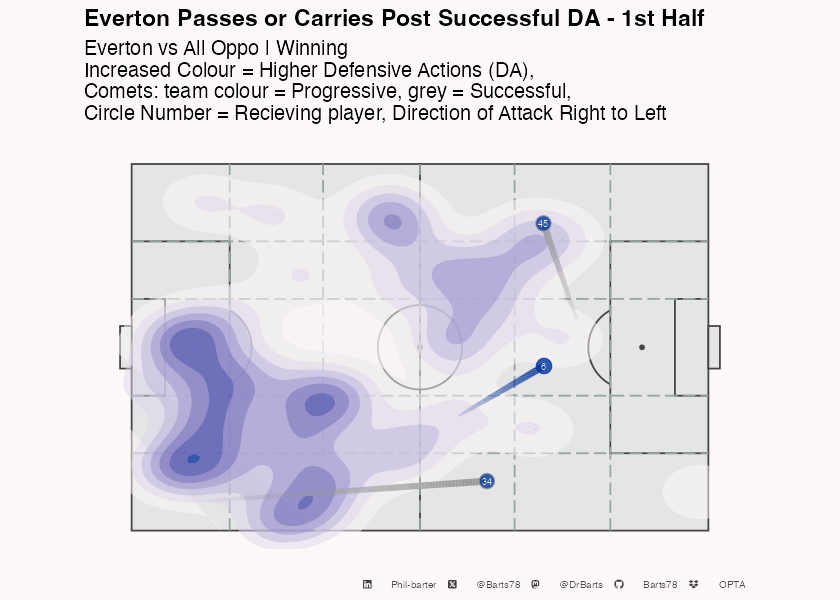 Everton Passes or Carries Post Successful DA - 1st Half
Everton vs All Oppo | Winning
Increased Colour = Higher Defensive Actions (DA),
Comets: team colour = Progressive, grey = Successful,
Circle Number = Recieving player, Direction of Attack Right to Left
45
6
34
Phil-barter @Barts78 @DrBarts Barts78 OPTA